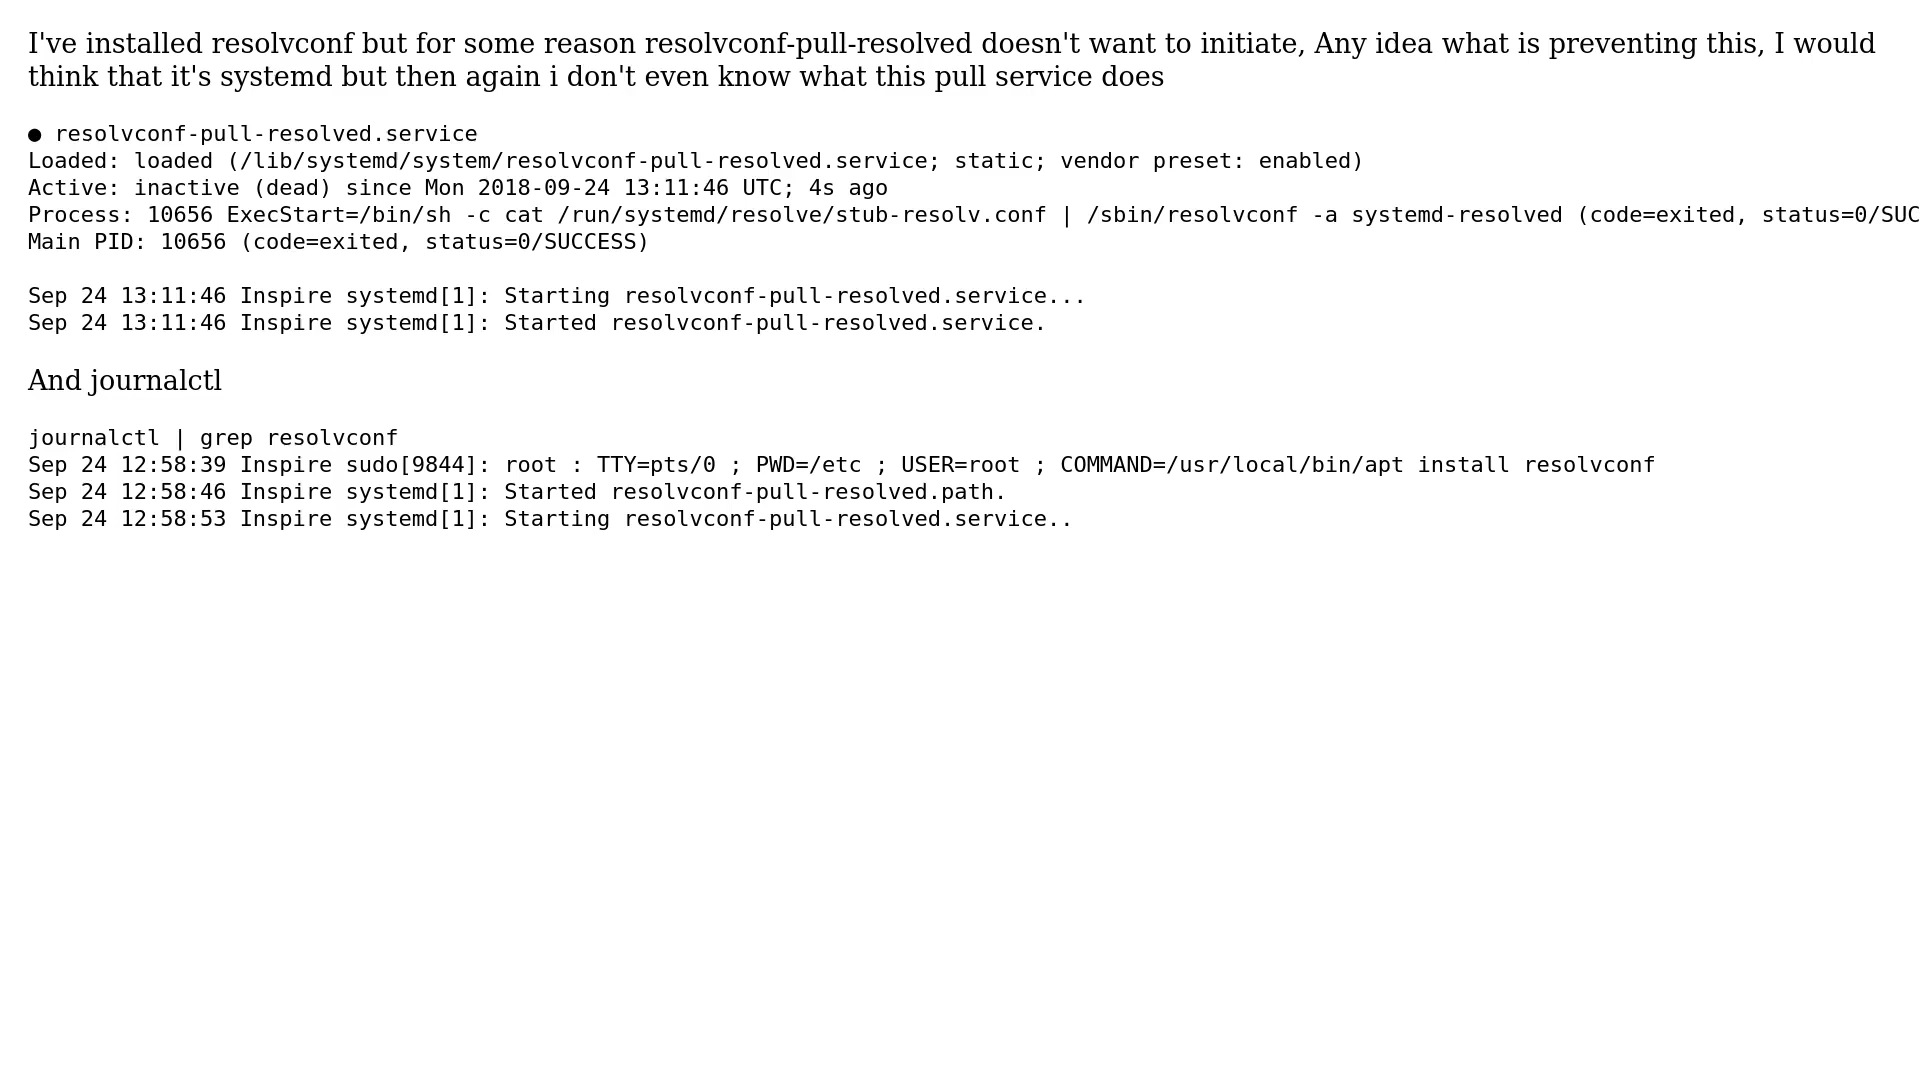 I've installed resolvconf but for some reason resolvconf-pull-resolved doesn't want to initiate, Any idea what is preventing this, I would
think that it's systemd but then again i don't even know what this pull service does
● resolvconf-pull-resolved.service
Loaded: loaded (/lib/systemd/system/resolvconf-pull-resolved.service; static; vendor preset: enabled)
Active: inactive (dead) since Mon 2018-09-24 13:11:46 UTC; 4s ago
Process: 10656 ExecStart=/bin/sh -c cat /run/systemd/resolve/stub-resolv.conf | /sbin/resolvconf -a systemd-resolved (code=exited, status=0/SUC
Main PID: 10656 (code=exited, status=0/SUCCESS)
Sep 24 13:11:46 Inspire systemd[1]: Starting resolvconf-pull-resolved.service...
Sep 24 13:11:46 Inspire systemd[1]: Started resolvconf-pull-resolved.service.
And journalctl
journalctl | grep resolvconf
Sep 24 12:58:39 Inspire sudo[9844]: root : TTY=pts/0 ; PWD=/etc ; USER=root ; COMMAND=/usr/local/bin/apt install resolvconf
Sep 24 12:58:46 Inspire systemd[1]: Started resolvconf-pull-resolved.path.
Sep 24 12:58:53 Inspire systemd[1]: Starting resolvconf-pull-resolved.service..